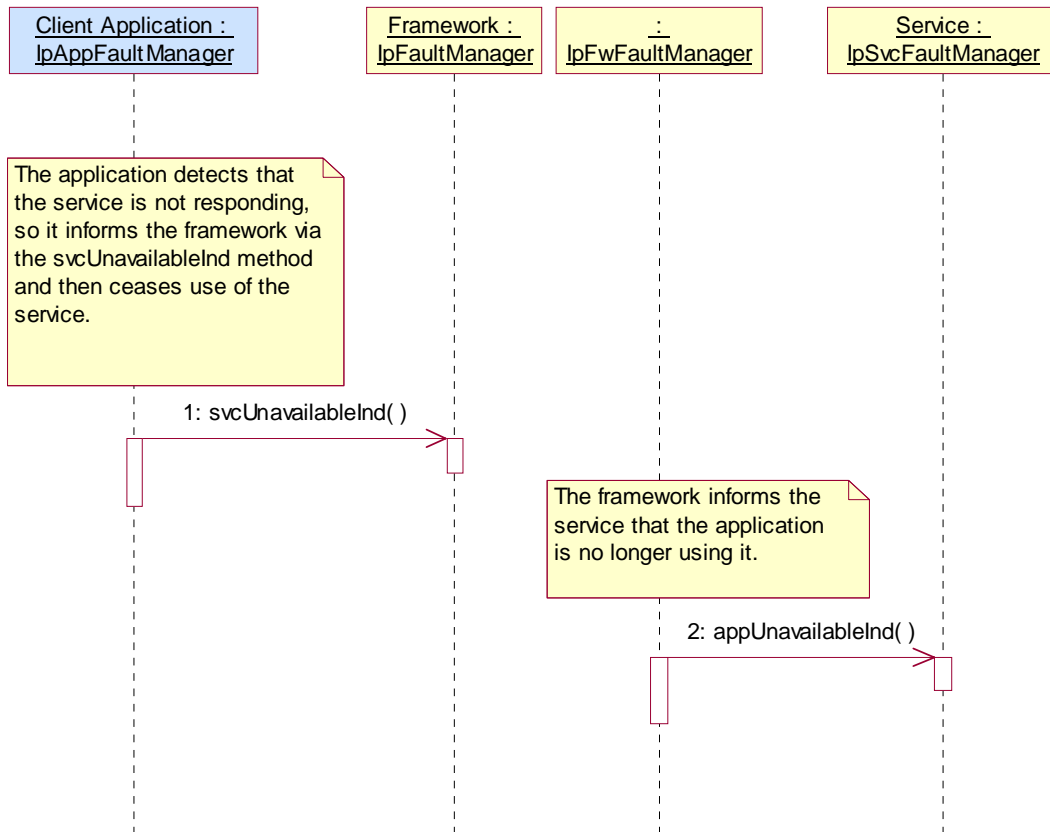 Client Application :
IpAppFaultManager
Framework :
IpFaultManager
:
IpFwFaultManager
Service :
IpSvcFaultManager
The application detects that
the service is not responding,
so it informs the framework via
the svcUnavailableInd method
and then ceases use of the
service.
1: svcUnavailableInd( )
The framework informs the
service that the application
is no longer using it.
2: appUnavailableInd( )